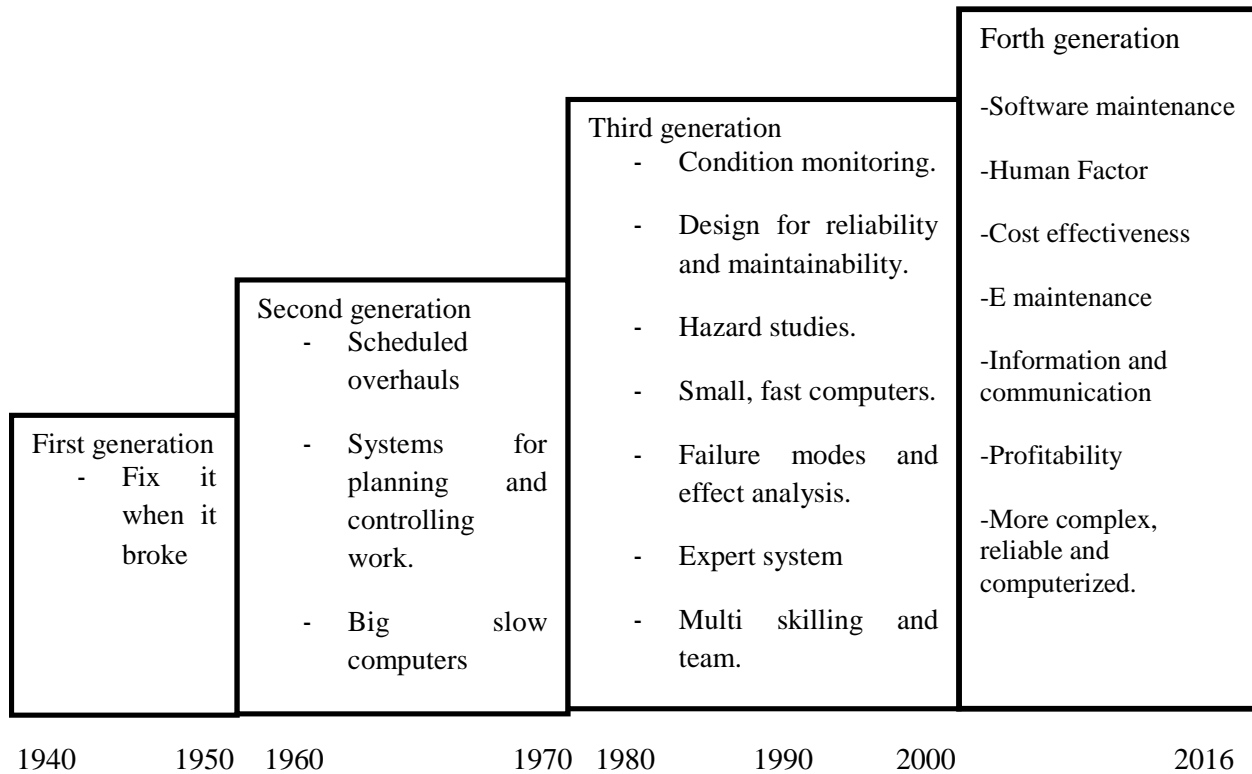 First generation
- Fix it
when it
broke
Second generation
- Scheduled
overhauls
- Systems for
planning and
controlling
work.
- Big slow
computers
Third generation
- Condition monitoring.
- Design for reliability
and maintainability.
- Hazard studies.
- Small, fast computers.
- Failure modes and
effect analysis.
- Expert system
- Multi skilling and
team.
Forth generation
-Software maintenance
-Human Factor
-Cost effectiveness
-E maintenance
-Information and
communication
-Profitability
-More complex,
reliable and
computerized.
1940 1950 1960 1970 1980 1990 2000 2016